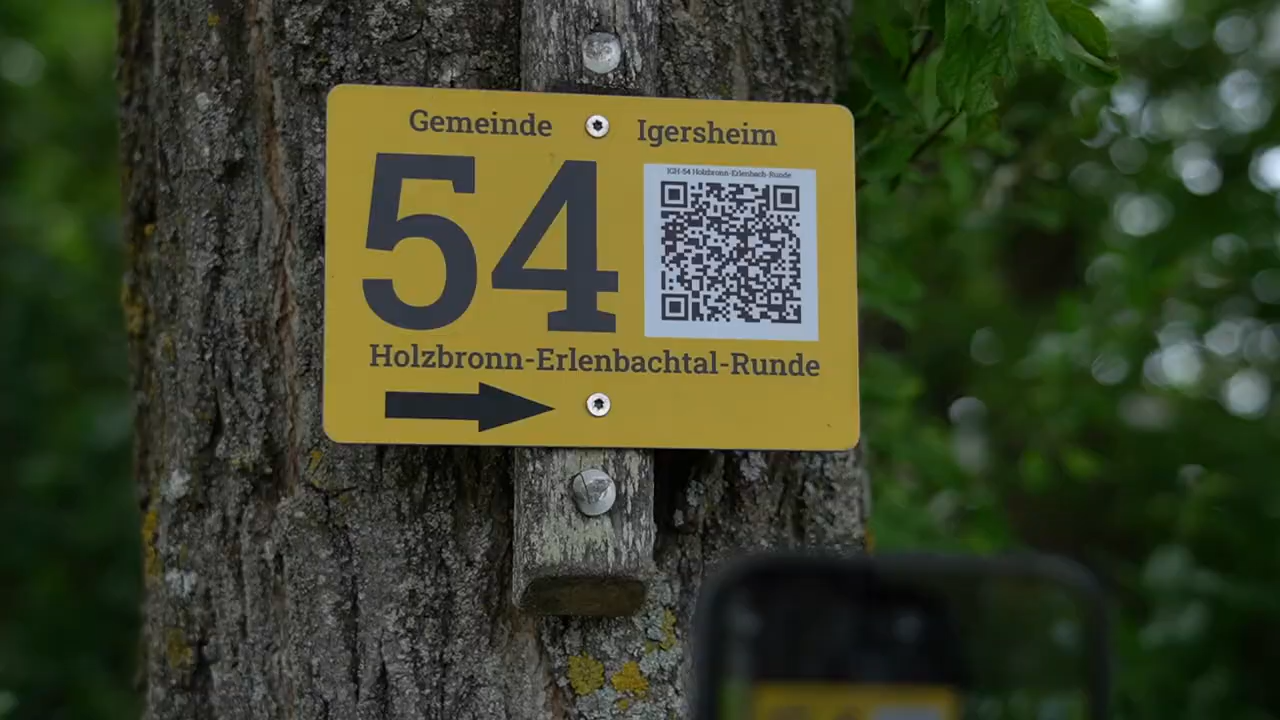 Gemeinde Igersheim
54
IGH-54 Holzbronn-Erlenbach-Runde
Holzbronn-Erlenbachtal-Runde